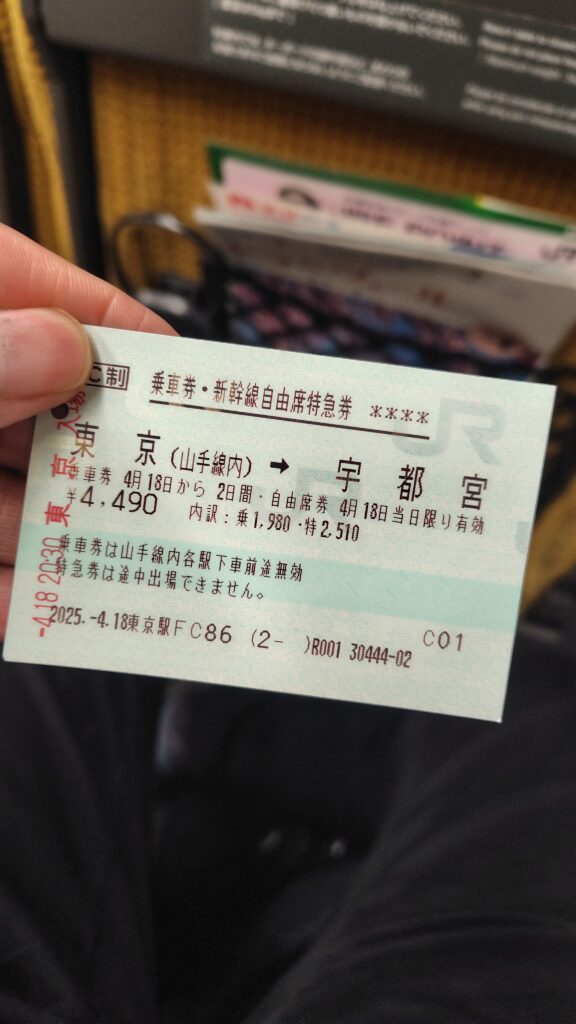 C制 乗車券・新幹線自由席特急券 ****
東 京 (山手線内) ➡ 宇 都 宮
乗車券 4月18日から 2日間・自由席券 4月18日当日限り有効
¥4,490 内訳:乗1,980・特2,510
乗車券は山手線内各駅下車前途無効
特急券は途中出場できません。
2025.-4.18東京駅FC86 (2- )R001 30444-02 C01
-4.18 20:30 東 京 入場
JR